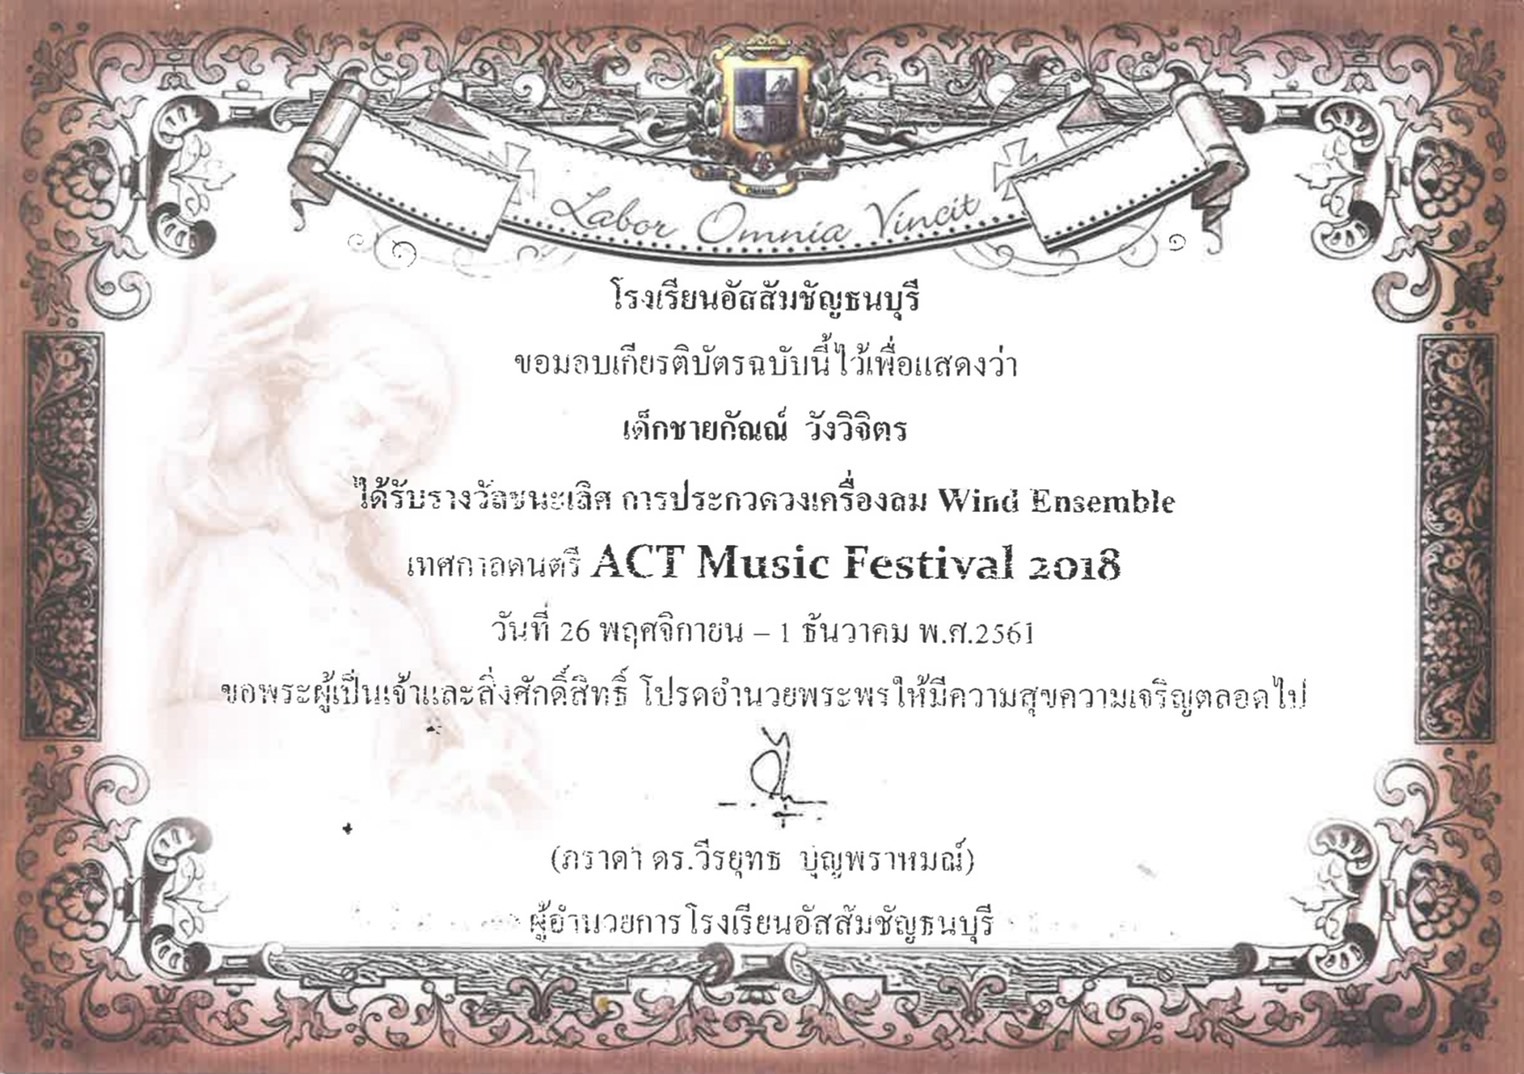 Labor Omnia Vincit
โรงเรียนอัสสัมชัญธนบุรี
ขอมอบเกียรติบัตรฉบับนี้ไว้เพื่อแสดงว่า
เด็กชายกัณณ์ วังวิจิตร
ได้รับรางวัลชนะเลิศ การประกวดวงเครื่องลม Wind Ensemble
เทศกาลดนตรี ACT Music Festival 2018
วันที่ 26 พฤศจิกายน – 1 ธันวาคม พ.ศ.2561
ขอพระผู้เป็นเจ้าและสิ่งศักดิ์สิทธิ์ โปรดอำนวยพระพรให้มีความสุขความเจริญตลอดไป
(ภราดา ดร.วีรยุทธ บุญพราหมณ์)
ผู้อำนวยการโรงเรียนอัสสัมชัญธนบุรี